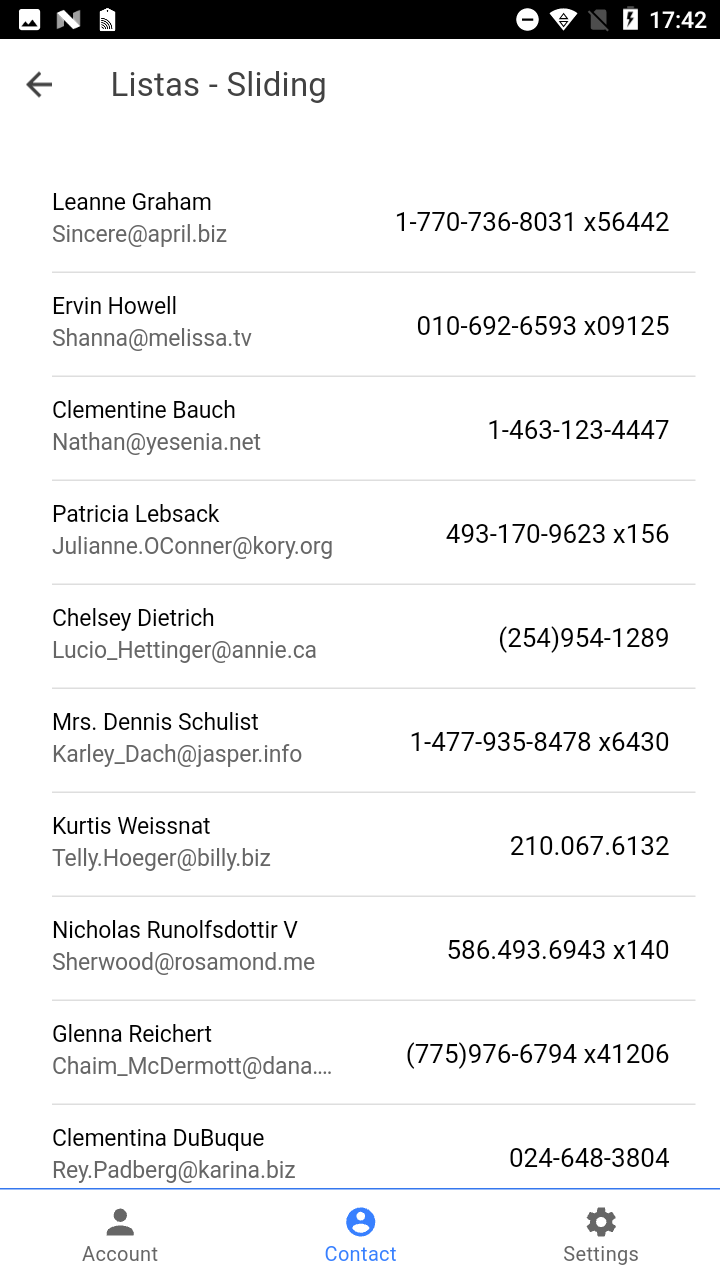 17:42
Listas - Sliding
Leanne Graham
Sincere@april.biz
1-770-736-8031 x56442
Ervin Howell
Shanna@melissa.tv
010-692-6593 x09125
Clementine Bauch
Nathan@yesenia.net
1-463-123-4447
Patricia Lebsack
Julianne.OConner@kory.org
493-170-9623 x156
Chelsey Dietrich
Lucio_Hettinger@annie.ca
(254)954-1289
Mrs. Dennis Schulist
Karley_Dach@jasper.info
1-477-935-8478 x6430
Kurtis Weissnat
Telly.Hoeger@billy.biz
210.067.6132
Nicholas Runolfsdottir V
Sherwood@rosamond.me
586.493.6943 x140
Glenna Reichert
Chaim_McDermott@dana....
(775)976-6794 x41206
Clementina DuBuque
Rey.Padberg@karina.biz
024-648-3804
Account
Contact
Settings